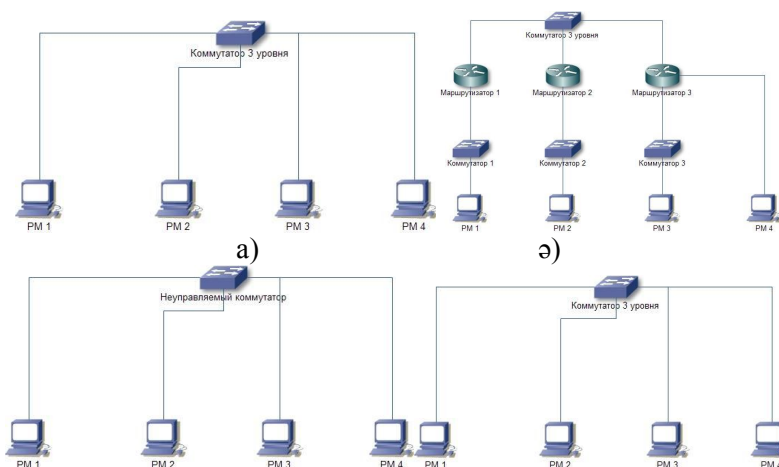 Коммутатор 3 уровня
РМ 1 РМ 2 РМ 3 РМ 4
а)
Коммутатор 3 уровня
Маршрутизатор 1 Маршрутизатор 2 Маршрутизатор 3
Коммутатор 1 Коммутатор 2 Коммутатор 3
РМ 1 РМ 2 РМ 3 РМ 4
ә)
Неуправляемый коммутатор
РМ 1 РМ 2 РМ 3 РМ 4
Коммутатор 3 уровня
РМ 1 РМ 2 РМ 3 РМ 4